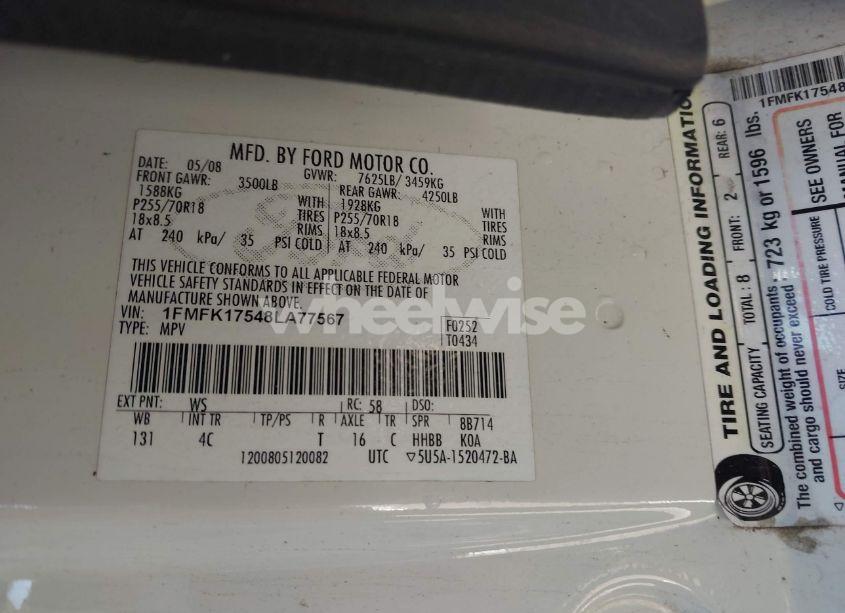 MFD. BY FORD MOTOR CO.
DATE: 05/08 GVWR: 7625LB/ 3459KG
FRONT GAWR: 3500LB REAR GAWR: 4250LB
1588KG WITH 1928KG WITH
P255/70R18 TIRES P255/70R18 TIRES
18x8.5 RIMS 18x8.5 RIMS
AT 240 kPa/ 35 PSI COLD AT 240 kPa/ 35 PSI COLD
THIS VEHICLE CONFORMS TO ALL APPLICABLE FEDERAL MOTOR
VEHICLE SAFETY STANDARDS IN EFFECT ON THE DATE OF
MANUFACTURE SHOWN ABOVE.
VIN: 1FMFK17548LA77567 F0252
TYPE: MPV T0434
EXT PNT: WS RC: 58 DSO:
WB INT TR TP/PS R AXLE TR SPR 8B714
131 4C T 16 C HHBB KOA
1200805120082 UTC ▽5U5A-1520472-BA
wheelwise
TIRE AND LOADING INFORMATION
SEATING CAPACITY TOTAL: 8 FRONT: 2 REAR: 6
The combined weight of occupants 723 kg or 1596 lbs.
and cargo should never exceed
1FMFK17548
SIZE COLD TIRE PRESSURE
SEE OWNERS
MANUAL FOR